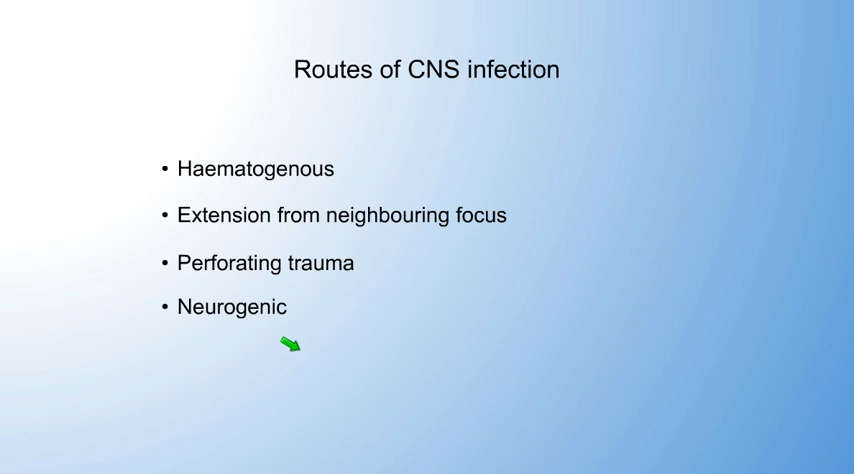 Routes of CNS infection
• Haematogenous
• Extension from neighbouring focus
• Perforating trauma
• Neurogenic